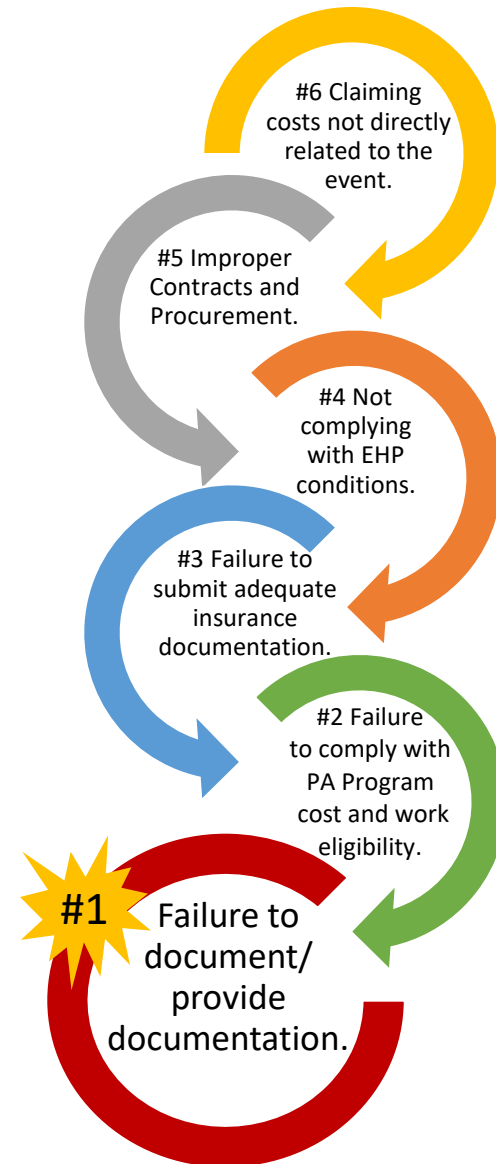 #6 Claiming
costs not directly
related to the
event.
#5 Improper
Contracts and
Procurement.
#4 Not
complying
with EHP
conditions.
#3 Failure to
submit adequate
insurance
documentation.
#2 Failure
to comply with
PA Program
cost and work
eligibility.
#1
Failure to
document/
provide
documentation.